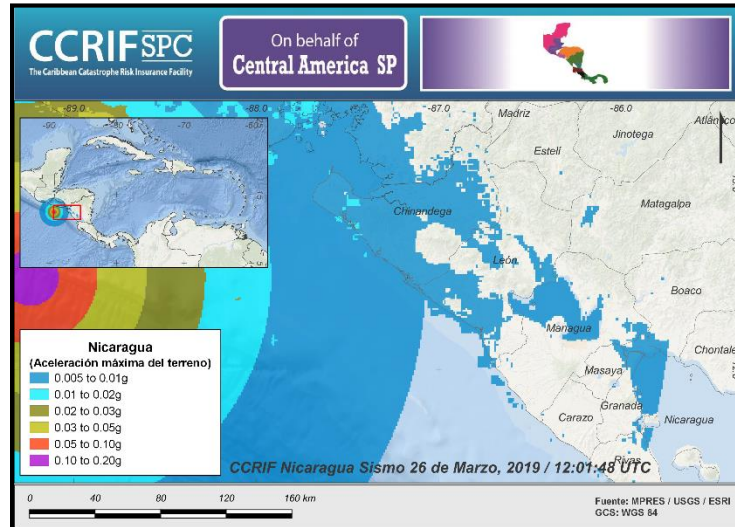 CCRIF SPC
The Caribbean Catastrophe Risk Insurance Facility
On behalf of
Central America SP
-89.0
-88.0
-87.0
-86.0
-90
-80
-70
-60
Madriz
Jinotega
Atlántico
Estelí
Matagalpa
Chinandega
León
Boaco
Managua
Chontale
Masaya
Granada
Carazo
Nicaragua
Rivas
Nicaragua
(Aceleración máxima del terreno)
0.005 to 0.01g
0.01 to 0.02g
0.02 to 0.03g
0.03 to 0.05g
0.05 to 0.10g
0.10 to 0.20g
CCRIF Nicaragua Sismo 26 de Marzo, 2019 / 12:01:48 UTC
0 40 80 120 160 km
Fuente: MPRES / USGS / ESRI
GCS: WGS 84